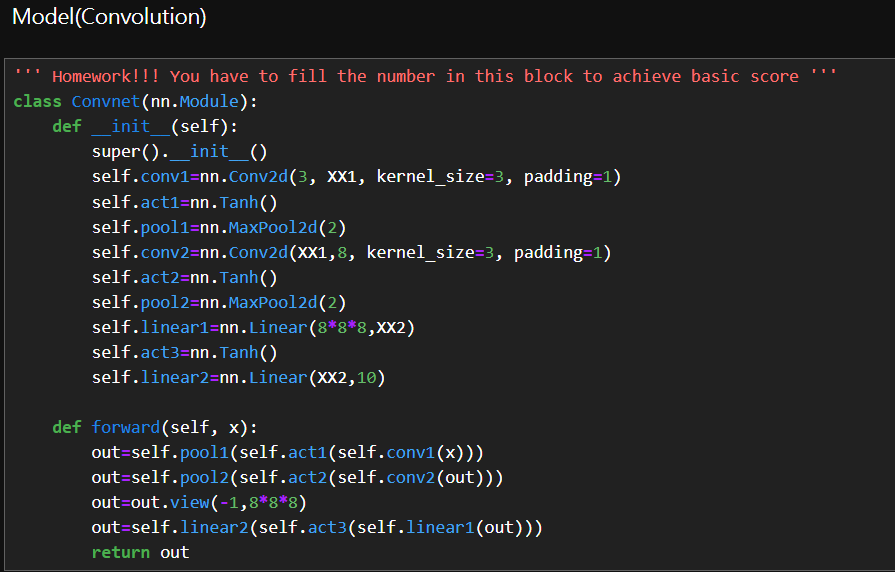 Model(Convolution)
''' Homework!!! You have to fill the number in this block to achieve basic score '''
class Convnet(nn.Module):
    def __init__(self):
        super().__init__()
        self.conv1=nn.Conv2d(3, XX1, kernel_size=3, padding=1)
        self.act1=nn.Tanh()
        self.pool1=nn.MaxPool2d(2)
        self.conv2=nn.Conv2d(XX1,8, kernel_size=3, padding=1)
        self.act2=nn.Tanh()
        self.pool2=nn.MaxPool2d(2)
        self.linear1=nn.Linear(8*8*8,XX2)
        self.act3=nn.Tanh()
        self.linear2=nn.Linear(XX2,10)
    def forward(self, x):
        out=self.pool1(self.act1(self.conv1(x)))
        out=self.pool2(self.act2(self.conv2(out)))
        out=out.view(-1,8*8*8)
        out=self.linear2(self.act3(self.linear1(out)))
        return out